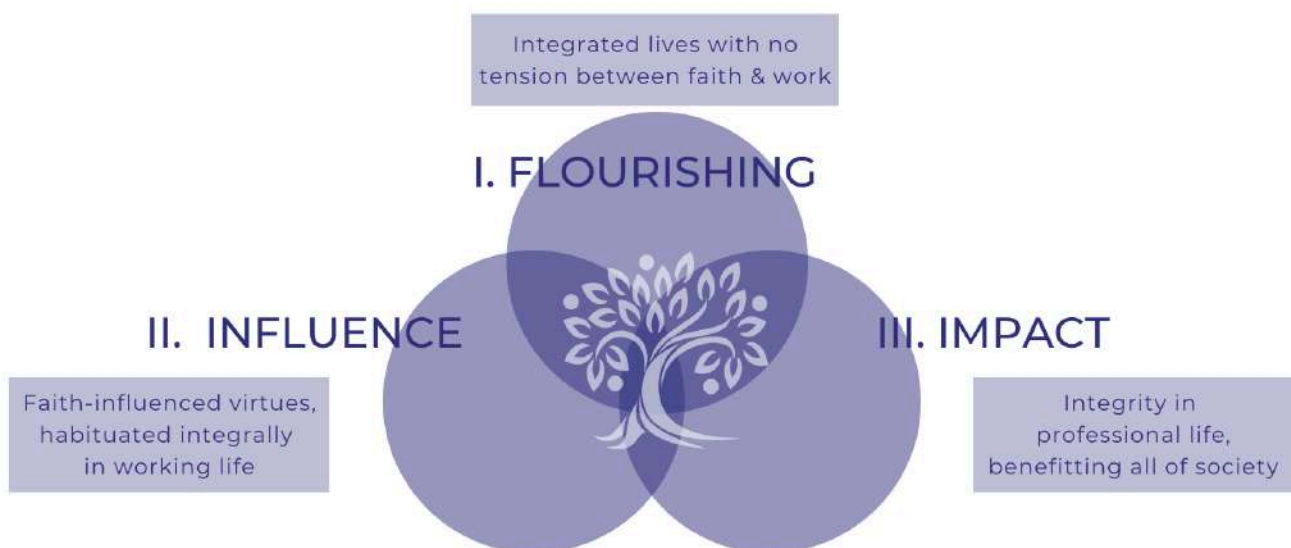 Integrated lives with no
tension between faith & work
I. FLOURISHING
II. INFLUENCE
III. IMPACT
Faith-influenced virtues,
habituated integrally
in working life
Integrity in
professional life,
benefitting all of society